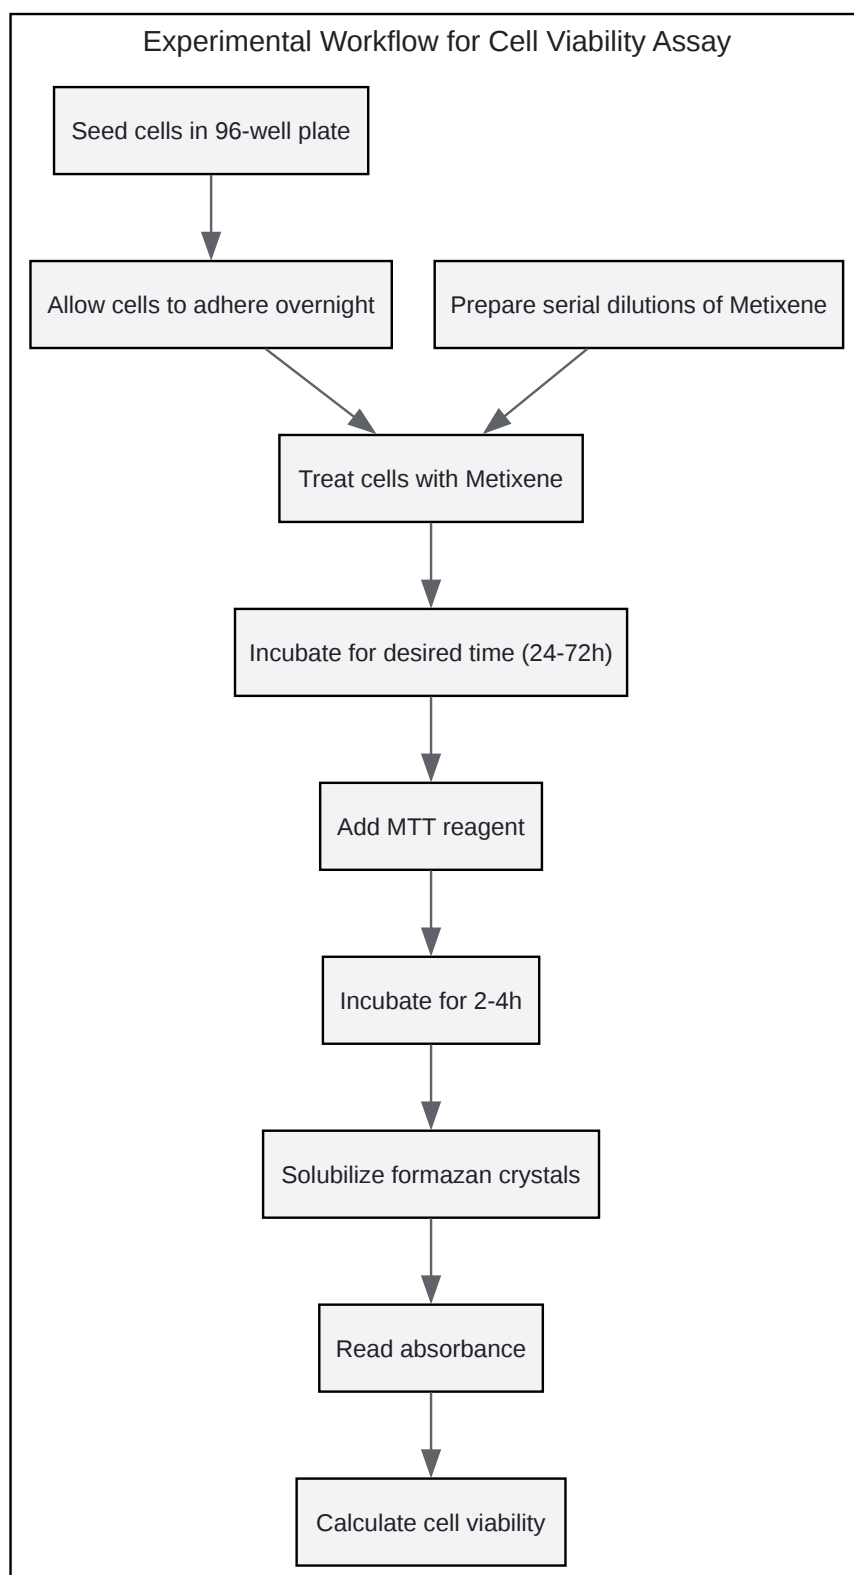 Experimental Workflow for Cell Viability Assay
Seed cells in 96-well plate
Allow cells to adhere overnight
Prepare serial dilutions of Metixene
Treat cells with Metixene
Incubate for desired time (24-72h)
Add MTT reagent
Incubate for 2-4h
Solubilize formazan crystals
Read absorbance
Calculate cell viability